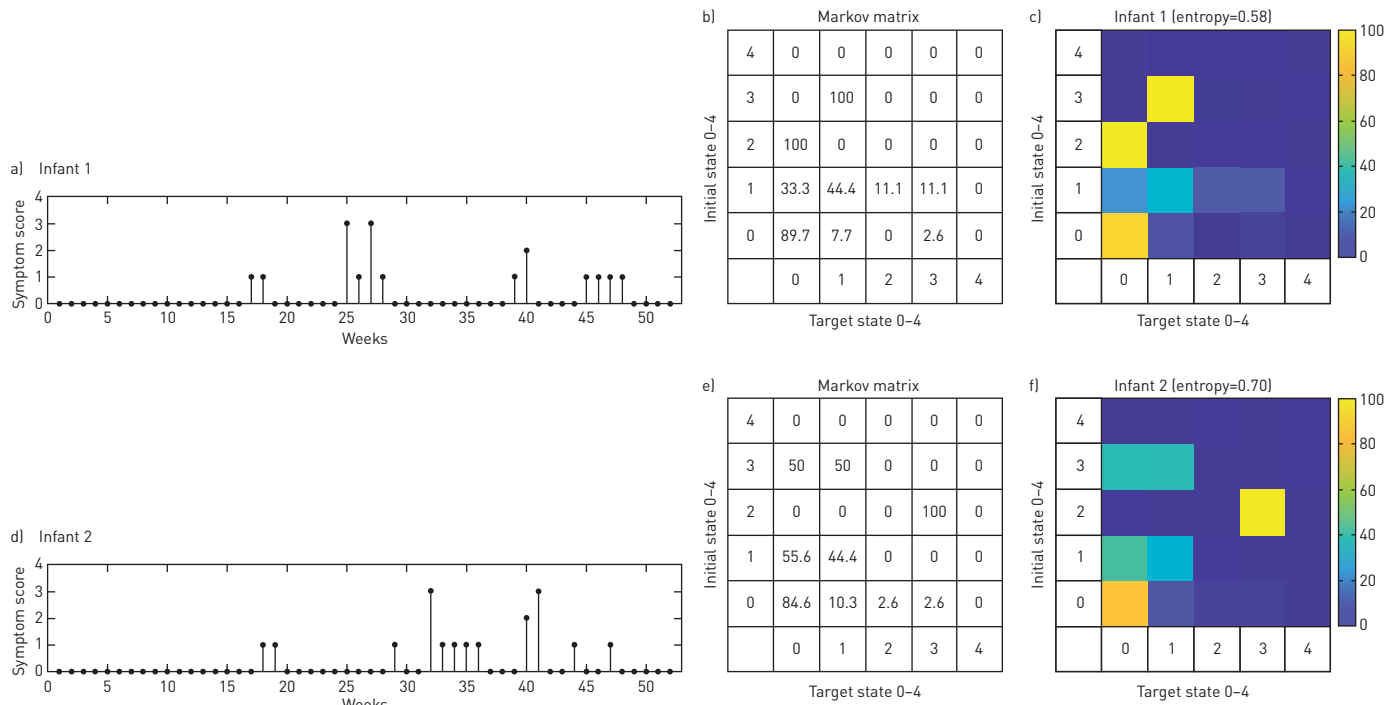 b) Markov matrix
4 0 0 0 0 0
3 0 100 0 0 0
2 100 0 0 0 0
1 33.3 44.4 11.1 11.1 0
0 89.7 7.7 0 2.6 0
0 1 2 3 4
Initial state 0–4
Target state 0–4
c) Infant 1 (entropy=0.58)
4
3
2
1
0
0 1 2 3 4
Initial state 0–4
Target state 0–4
100
80
60
40
20
0
a) Infant 1
4
3
2
1
0
Symptom score
0 5 10 15 20 25 30 35 40 45 50
Weeks
e) Markov matrix
4 0 0 0 0 0
3 50 50 0 0 0
2 0 0 0 100 0
1 55.6 44.4 0 0 0
0 84.6 10.3 2.6 2.6 0
0 1 2 3 4
Initial state 0–4
Target state 0–4
f) Infant 2 (entropy=0.70)
4
3
2
1
0
0 1 2 3 4
Initial state 0–4
Target state 0–4
100
80
60
40
20
0
d) Infant 2
4
3
2
1
0
Symptom score
0 5 10 15 20 25 30 35 40 45 50
Weeks